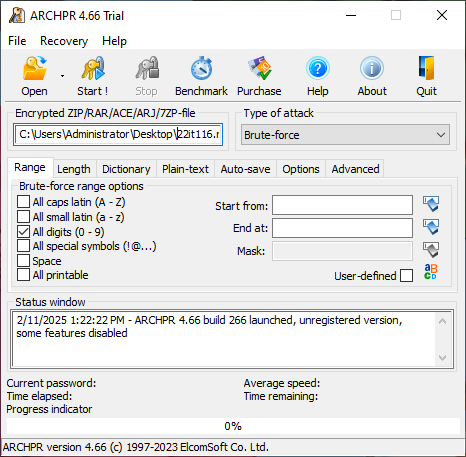 ARCHPR 4.66 Trial
File Recovery Help
Open Start ! Stop Benchmark Purchase Help About Quit
Encrypted ZIP/RAR/ACE/ARJ/7ZP-file
C:\Users\Administrator\Desktop\22it116.r
Type of attack
Brute-force
Range Length Dictionary Plain-text Auto-save Options Advanced
Brute-force range options
All caps latin (A - Z)
All small latin (a - z)
All digits (0 - 9)
All special symbols (!@...)
Space
All printable
Start from:
End at:
Mask:
User-defined
Status window
2/11/2025 1:22:22 PM - ARCHPR 4.66 build 266 launched, unregistered version,
some features disabled
Current password: Average speed:
Time elapsed: Time remaining:
Progress indicator
0%
ARCHPR version 4.66 (c) 1997-2023 ElcomSoft Co. Ltd.